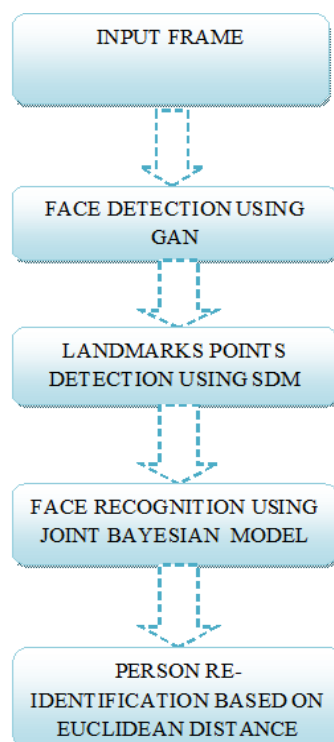 INPUT FRAME
FACE DETECTION USING
GAN
LANDMARKS POINTS
DETECTION USING SDM
FACE RECOGNITION USING
JOINT BAYESIAN MODEL
PERSON RE-
IDENTIFICATION BASED ON
EUCLIDEAN DISTANCE